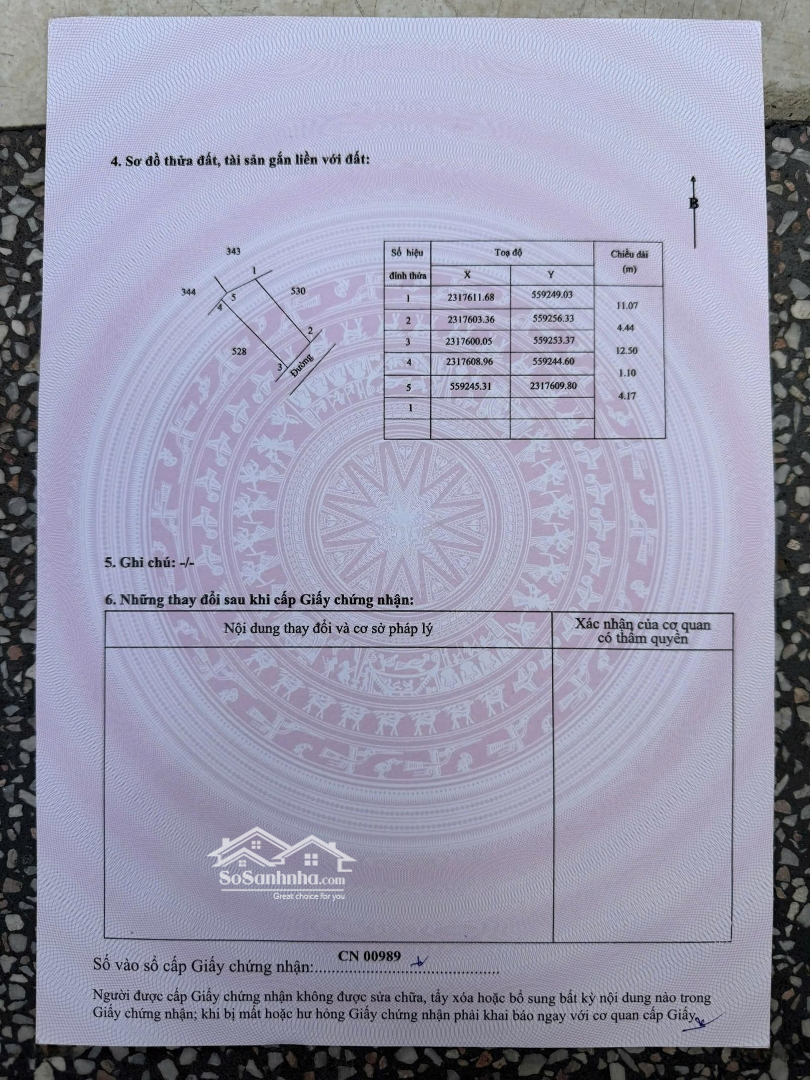 4. Sơ đồ thửa đất, tài sản gắn liền với đất:
B
343
344
1
5
4
530
2
528
3
Đường
Số hiệu đỉnh thửa Toạ độ Chiều dài (m)
X Y
1 2317611.68 559249.03
11.07
2 2317603.36 559256.33
4.44
3 2317600.05 559253.37
12.50
4 2317608.96 559244.60
1.10
5 559245.31 2317609.80
4.17
1
5. Ghi chú: -/-
6. Những thay đổi sau khi cấp Giấy chứng nhận:
Nội dung thay đổi và cơ sở pháp lý
Xác nhận của cơ quan
có thẩm quyền
SoSanhnha.com
Great choice for you
Số vào sổ cấp Giấy chứng nhận: CN 00989
Người được cấp Giấy chứng nhận không được sửa chữa, tẩy xóa hoặc bổ sung bất kỳ nội dung nào trong
Giấy chứng nhận; khi bị mất hoặc hư hỏng Giấy chứng nhận phải khai báo ngay với cơ quan cấp Giấy.